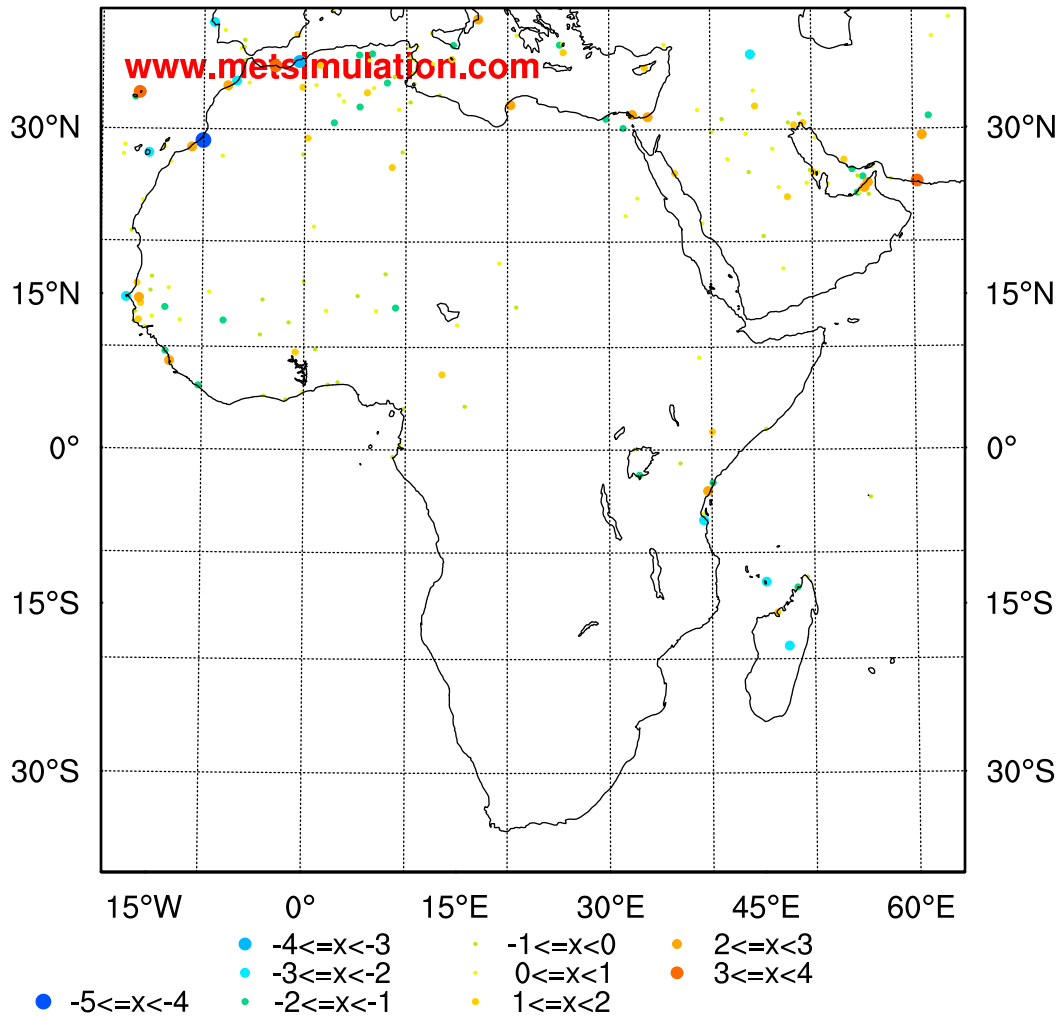 www.metsimulation.com
30°N 30°N
15°N 15°N
0° 0°
15°S 15°S
30°S 30°S
15°W 0° 15°E 30°E 45°E 60°E
-4<=x<-3 -1<=x<0 2<=x<3
-3<=x<-2 0<=x<1 3<=x<4
-5<=x<-4 -2<=x<-1 1<=x<2